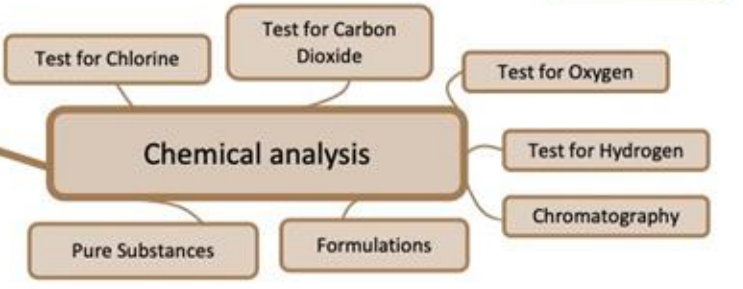 Test for Chlorine
Test for Carbon
Dioxide
Test for Oxygen
Chemical analysis
Test for Hydrogen
Chromatography
Pure Substances
Formulations